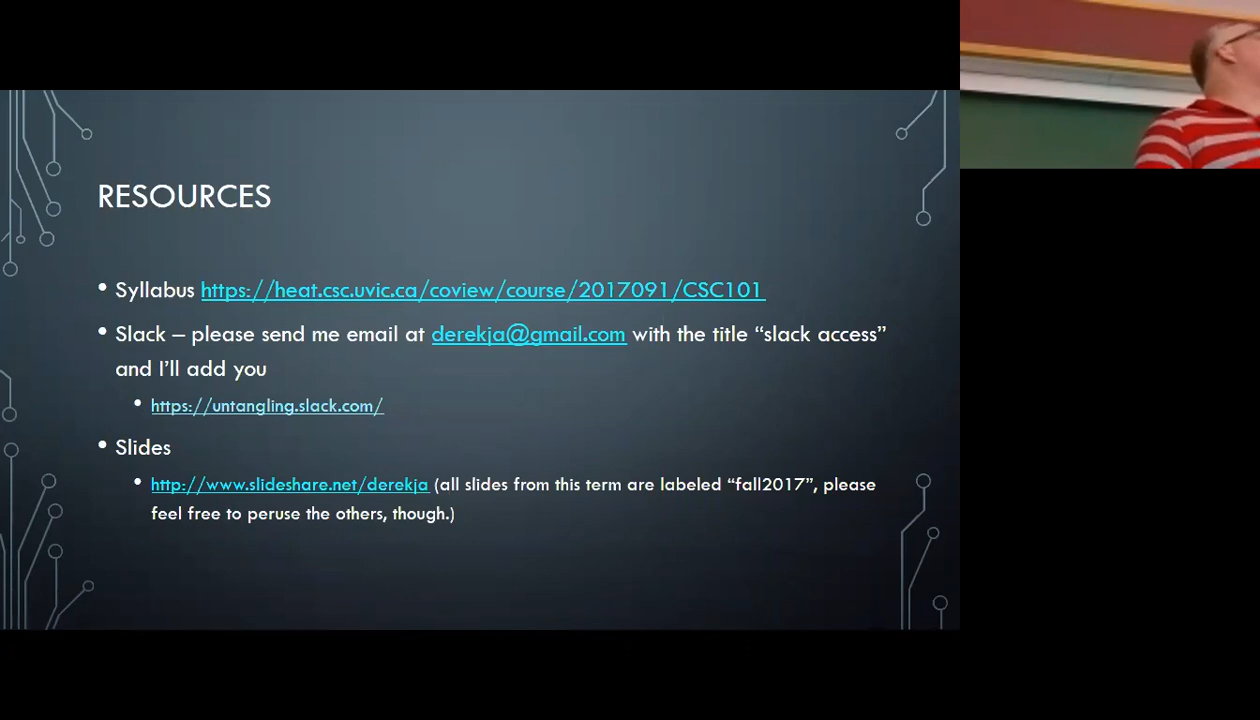 RESOURCES
• Syllabus https://heat.csc.uvic.ca/coview/course/2017091/CSC101
• Slack – please send me email at derekja@gmail.com with the title “slack access”
and I’ll add you
• https://untangling.slack.com/
• Slides
• http://www.slideshare.net/derekja (all slides from this term are labeled “fall2017”, please
feel free to peruse the others, though.)